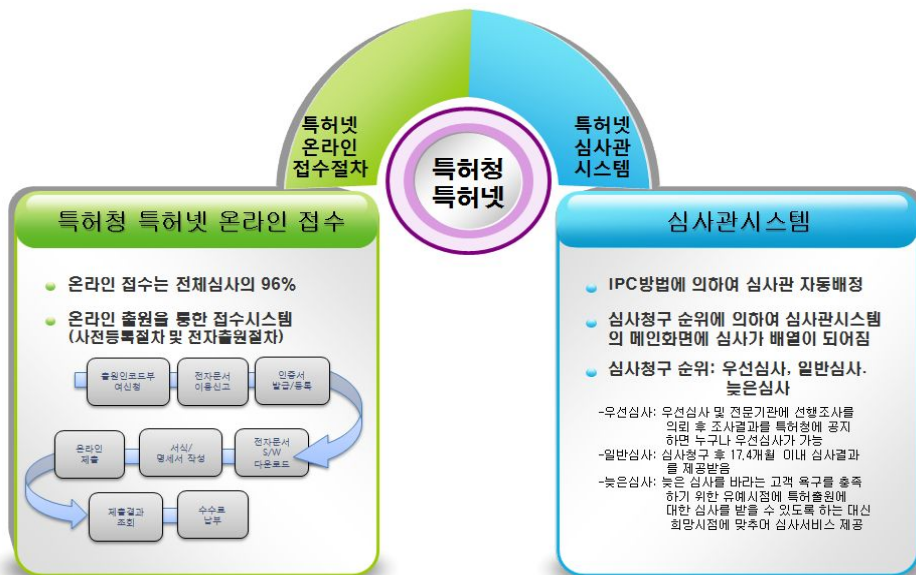 특허넷
온라인
접수절차
특허넷
심사관
시스템
특허청
특허넷
특허청 특허넷 온라인 접수
온라인 접수는 전체심사의 96%
온라인 출원을 통한 접수시스템
(사전등록절차 및 전자출원절차)
출원인코드부
여신청
전자문서
이용신고
인증서
발급/등록
전자문서
S/W
다운로드
서식/
명세서 작성
온라인
제출
제출결과
조회
수수료
납부
심사관시스템
IPC방법에 의하여 심사관 자동배정
심사청구 순위에 의하여 심사관시스템
의 메인화면에 심사가 배열이 되어짐
심사청구 순위: 우선심사, 일반심사.
늦은심사
-우선심사: 우선심사 및 전문기관에 선행조사를
의뢰 후 조사결과를 특허청에 공지
하면 누구나 우선심사가 가능
-일반심사: 심사청구 후 17.4개월 이내 심사결과
를 제공받음
-늦은심사: 늦은 심사를 바라는 고객 욕구를 충족
하기 위한 유예시점에 특허출원에
대한 심사를 받을 수 있도록 하는 대신
희망시점에 맞추어 심사서비스 제공